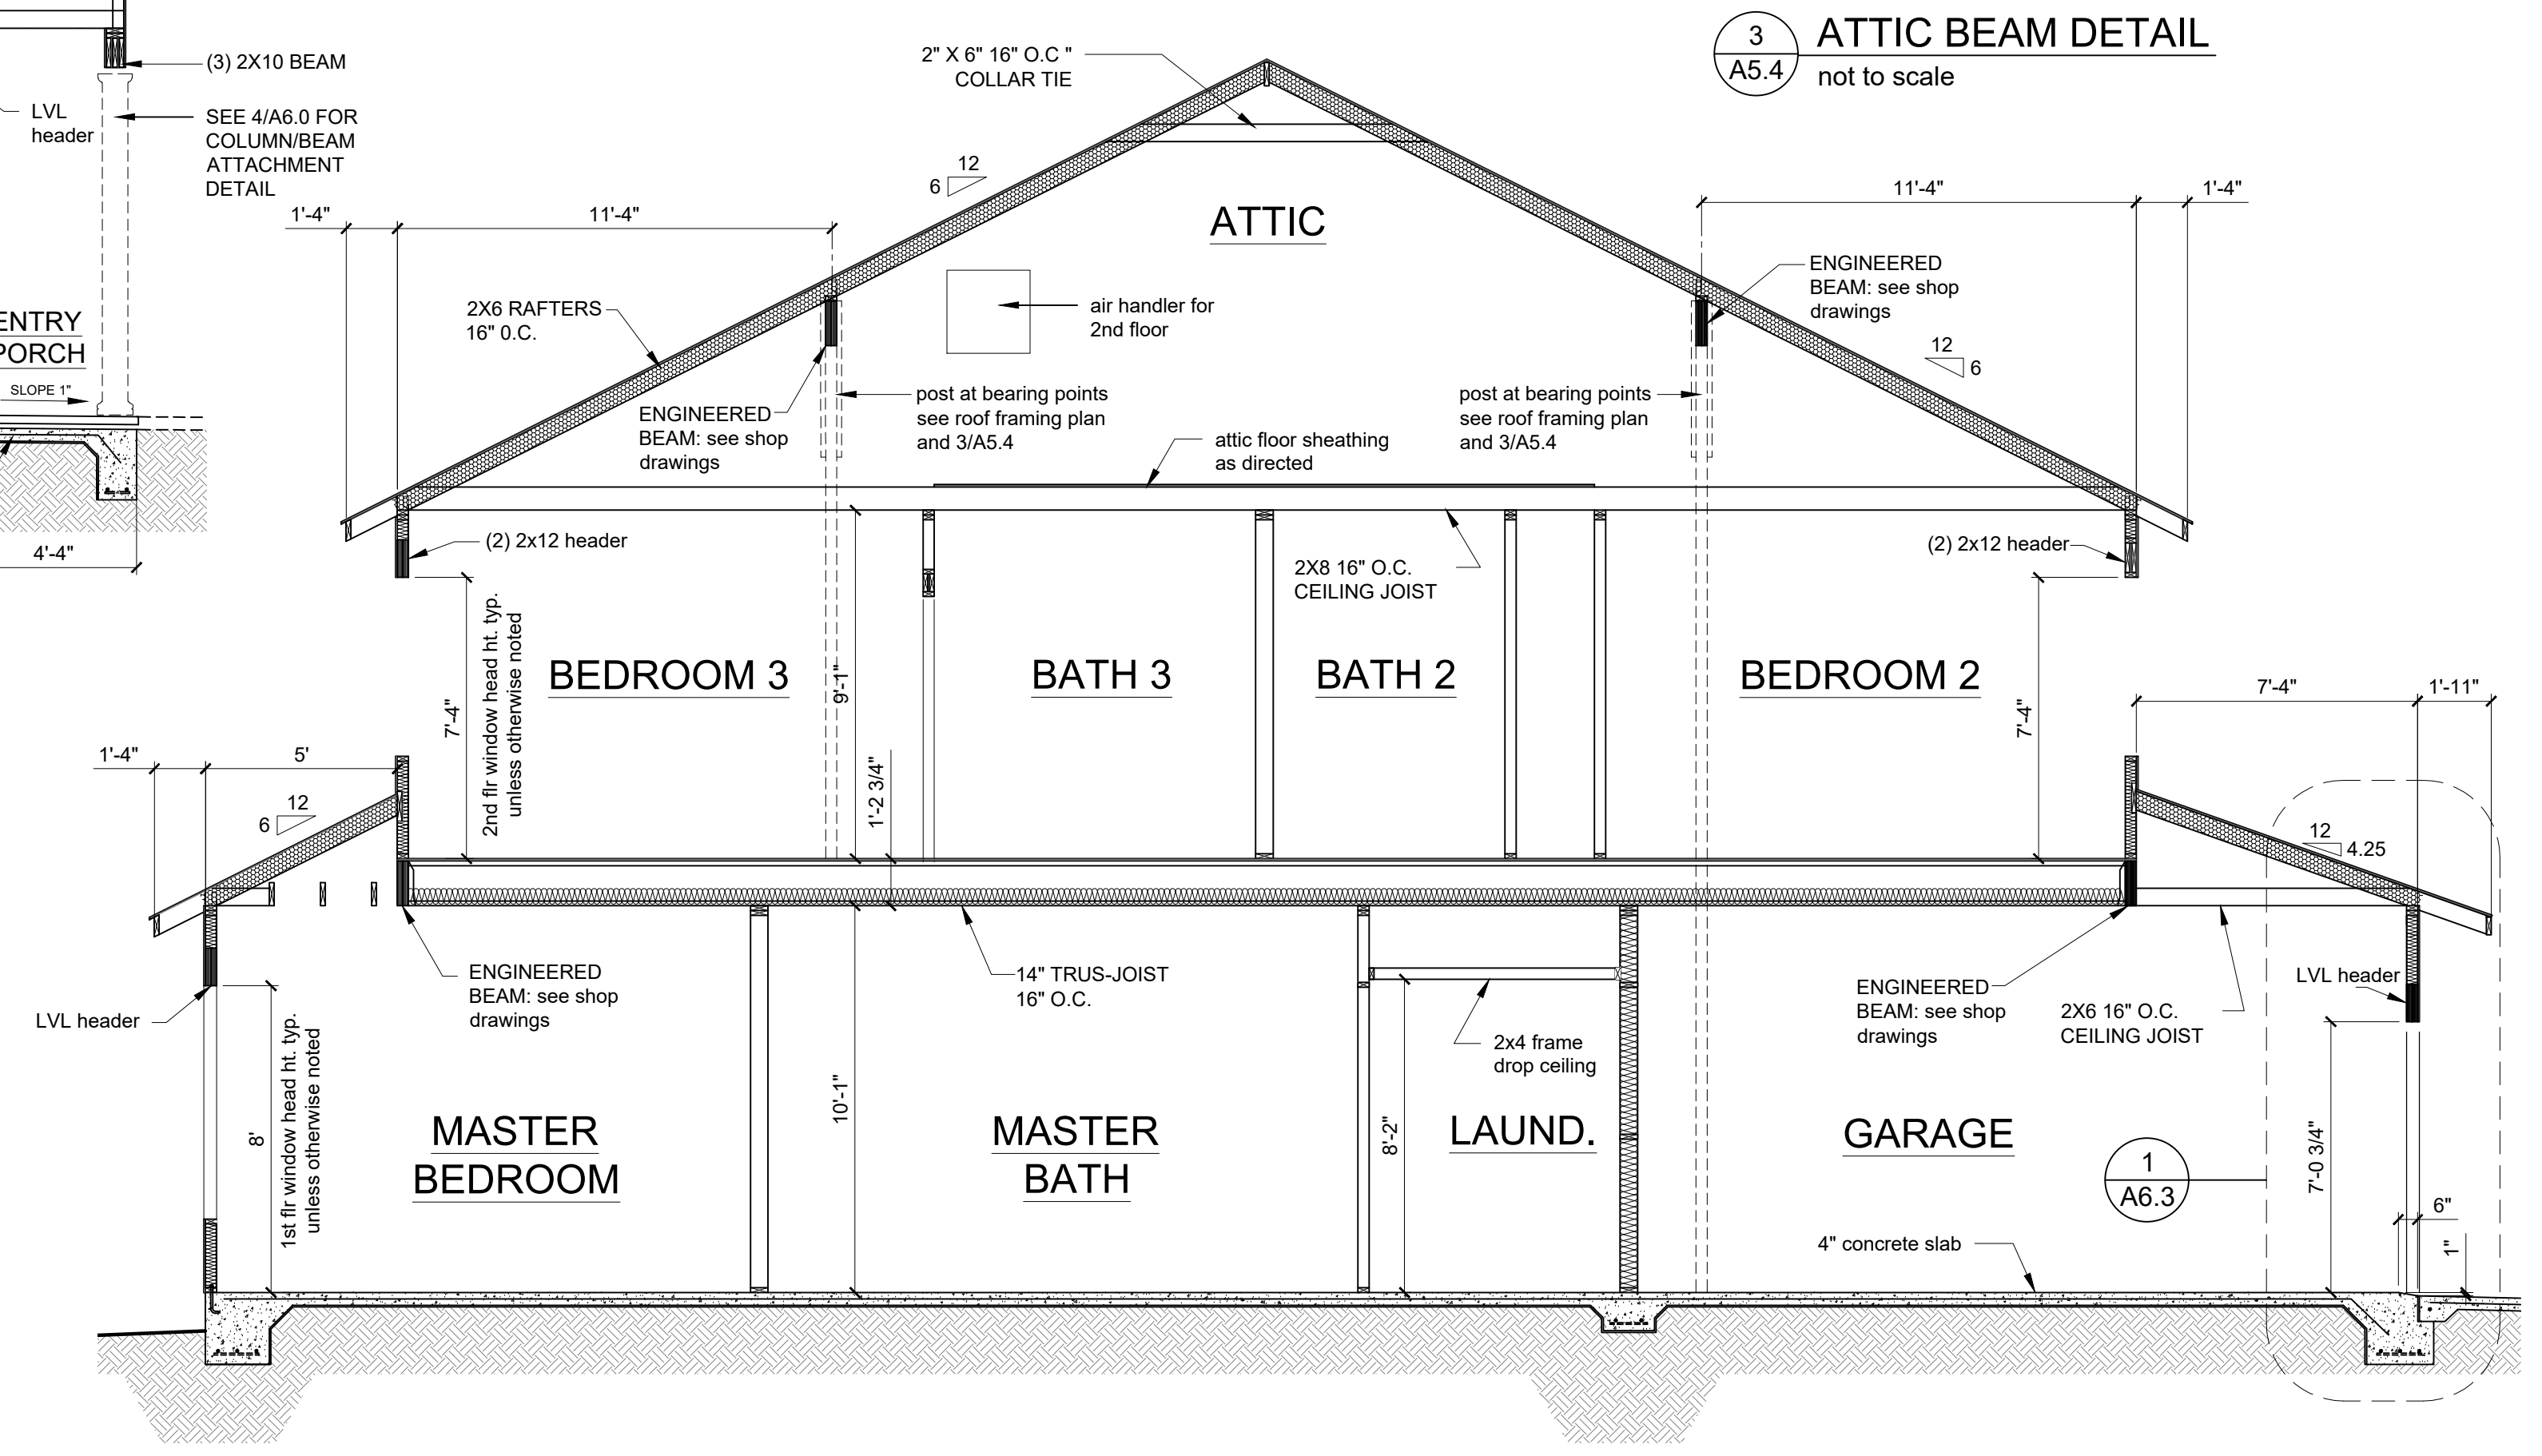 3
A5.4
ATTIC BEAM DETAIL
not to scale
(3) 2X10 BEAM
LVL
header
SEE 4/A6.0 FOR
COLUMN/BEAM
ATTACHMENT
DETAIL
ENTRY
PORCH
SLOPE 1"
4'-4"
2" X 6" 16" O.C "
COLLAR TIE
12
6
1'-4"
11'-4"
ATTIC
11'-4"
1'-4"
2X6 RAFTERS
16" 0.C.
air handler for
2nd floor
ENGINEERED
BEAM: see shop
drawings
12
6
ENGINEERED
BEAM: see shop
drawings
post at bearing points
see roof framing plan
and 3/A5.4
post at bearing points
see roof framing plan
and 3/A5.4
attic floor sheathing
as directed
(2) 2x12 header
2X8 16" O.C.
CEILING JOIST
(2) 2x12 header
7'-4"
2nd flr window head ht. typ.
unless otherwise noted
BEDROOM 3
9'-1"
1'-2 3/4"
BATH 3
BATH 2
BEDROOM 2
7'-4"
7'-4"
1'-11"
1'-4"
5'
12
6
12
4.25
LVL header
ENGINEERED
BEAM: see shop
drawings
14" TRUS-JOIST
16" O.C.
2x4 frame
drop ceiling
ENGINEERED
BEAM: see shop
drawings
2X6 16" O.C.
CEILING JOIST
LVL header
8'
1st flr window head ht. typ.
unless otherwise noted
MASTER
BEDROOM
10'-1"
MASTER
BATH
8'-2"
LAUND.
GARAGE
1
A6.3
7'-0 3/4"
6"
1"
4" concrete slab